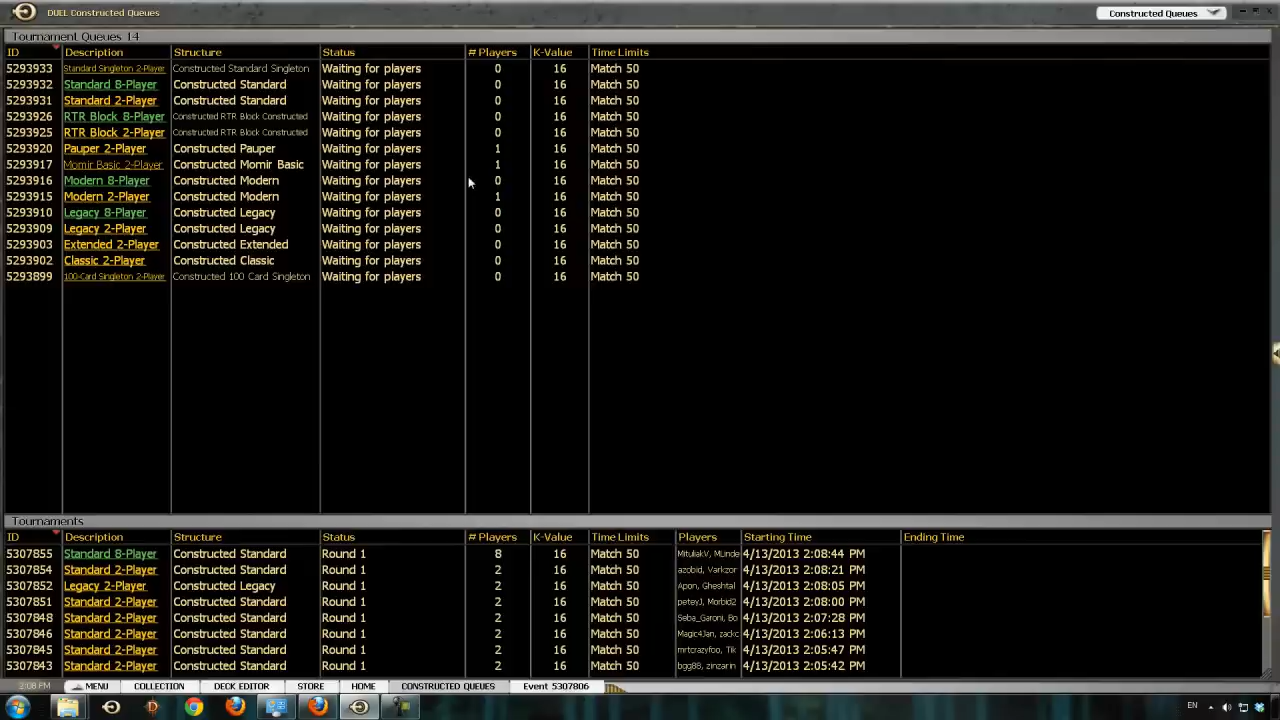 DUEL Constructed Queues Constructed Queues
Tournament Queues 14
ID Description Structure Status # Players K-Value Time Limits
5293933 Standard Singleton 2-Player Constructed Standard Singleton Waiting for players 0 16 Match 50
5293932 Standard 8-Player Constructed Standard Waiting for players 0 16 Match 50
5293931 Standard 2-Player Constructed Standard Waiting for players 0 16 Match 50
5293926 RTR Block 8-Player Constructed RTR Block Constructed Waiting for players 0 16 Match 50
5293925 RTR Block 2-Player Constructed RTR Block Constructed Waiting for players 0 16 Match 50
5293920 Pauper 2-Player Constructed Pauper Waiting for players 1 16 Match 50
5293917 Momir Basic 2-Player Constructed Momir Basic Waiting for players 1 16 Match 50
5293916 Modern 8-Player Constructed Modern Waiting for players 0 16 Match 50
5293915 Modern 2-Player Constructed Modern Waiting for players 1 16 Match 50
5293910 Legacy 8-Player Constructed Legacy Waiting for players 0 16 Match 50
5293909 Legacy 2-Player Constructed Legacy Waiting for players 0 16 Match 50
5293903 Extended 2-Player Constructed Extended Waiting for players 0 16 Match 50
5293902 Classic 2-Player Constructed Classic Waiting for players 0 16 Match 50
5293899 100-Card Singleton 2-Player Constructed 100 Card Singleton Waiting for players 0 16 Match 50
Tournaments
ID Description Structure Status # Players K-Value Time Limits Players Starting Time Ending Time
5307855 Standard 8-Player Constructed Standard Round 1 8 16 Match 50 MituliakV, MLinde 4/13/2013 2:08:44 PM
5307854 Standard 2-Player Constructed Standard Round 1 2 16 Match 50 azobid, Varkzor 4/13/2013 2:08:21 PM
5307852 Legacy 2-Player Constructed Legacy Round 1 2 16 Match 50 Apon, Gheshtal 4/13/2013 2:08:05 PM
5307851 Standard 2-Player Constructed Standard Round 1 2 16 Match 50 peteyJ, Morbid2 4/13/2013 2:08:00 PM
5307848 Standard 2-Player Constructed Standard Round 1 2 16 Match 50 Seba_Garoni, Bo 4/13/2013 2:07:28 PM
5307846 Standard 2-Player Constructed Standard Round 1 2 16 Match 50 Magic4Jan, zackc 4/13/2013 2:06:13 PM
5307845 Standard 2-Player Constructed Standard Round 1 2 16 Match 50 mrtcrazyfoo, Tik 4/13/2013 2:05:47 PM
5307843 Standard 2-Player Constructed Standard Round 1 2 16 Match 50 bgg88, zinzarin 4/13/2013 2:05:42 PM
2:08 PM MENU COLLECTION DECK EDITOR STORE HOME CONSTRUCTED QUEUES Event 5307806
EN